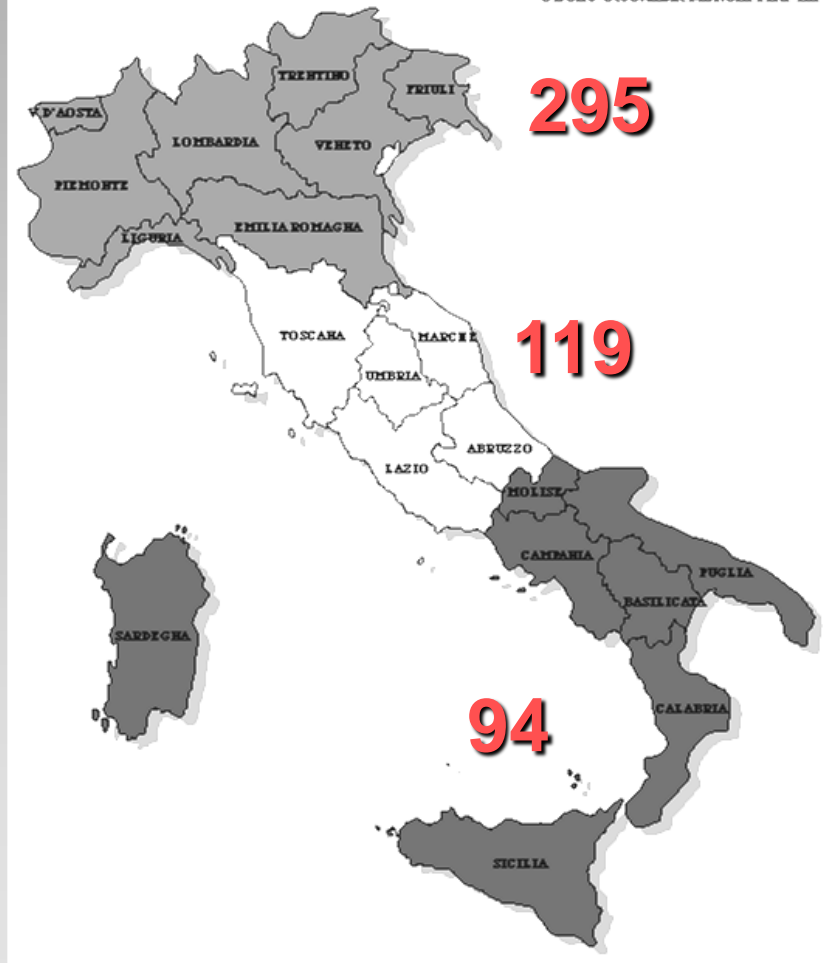 TRENTINO
FRIULI
295
V.D'AOSTA
LOMBARDIA
VENETO
PIEMONTE
EMILIA ROMAGNA
LIGURIA
TOSCANA
MARCHE
119
UMBRIA
ABRUZZO
LAZIO
MOLISE
CAMPANIA
PUGLIA
BASILICATA
SARDEGNA
94
CALABRIA
SICILIA